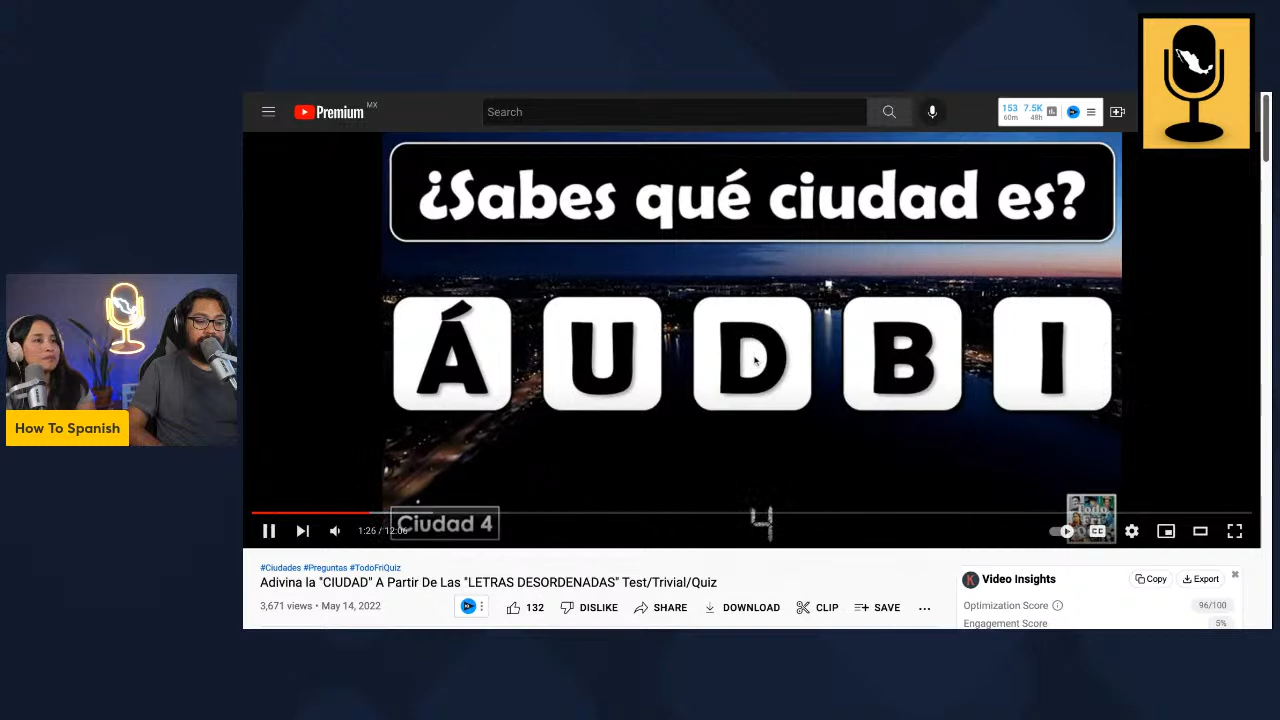 Premium MX
Search
153 7.5K
60m 48h
¿Sabes qué ciudad es?
Á U D B I
Ciudad 4
4
1:26 / 12:06
Todo
Fri
CC
How To Spanish
#Ciudades #Preguntas #TodoFriQuiz
Adivina la "CIUDAD" A Partir De Las "LETRAS DESORDENADAS" Test/Trivial/Quiz
3,671 views • May 14, 2022
132 DISLIKE SHARE DOWNLOAD CLIP SAVE ...
K Video Insights
Copy Export
Optimization Score 96/100
Engagement Score 5%